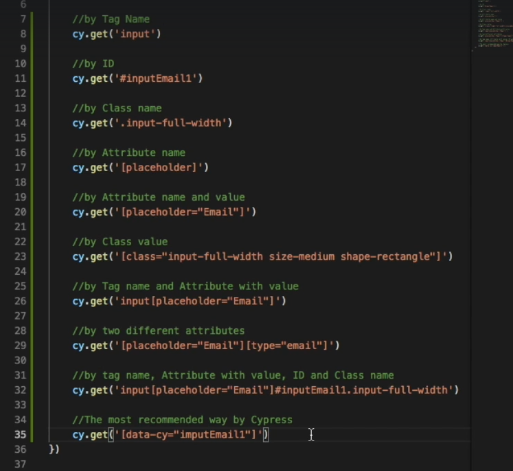 6
7 //by Tag Name
8 cy.get('input')
9
10 //by ID
11 cy.get('#inputEmail1')
12
13 //by Class name
14 cy.get('.input-full-width')
15
16 //by Attribute name
17 cy.get('[placeholder]')
18
19 //by Attribute name and value
20 cy.get('[placeholder="Email"]')
21
22 //by Class value
23 cy.get('[class="input-full-width size-medium shape-rectangle"]')
24
25 //by Tag name and Attribute with value
26 cy.get('input[placeholder="Email"]')
27
28 //by two different attributes
29 cy.get('[placeholder="Email"][type="email"]')
30
31 //by tag name, Attribute with value, ID and Class name
32 cy.get('input[placeholder="Email"]#inputEmail1.input-full-width')
33
34 //The most recommended way by Cypress
35 cy.get('[data-cy="imputEmail1"]')
36 })
37